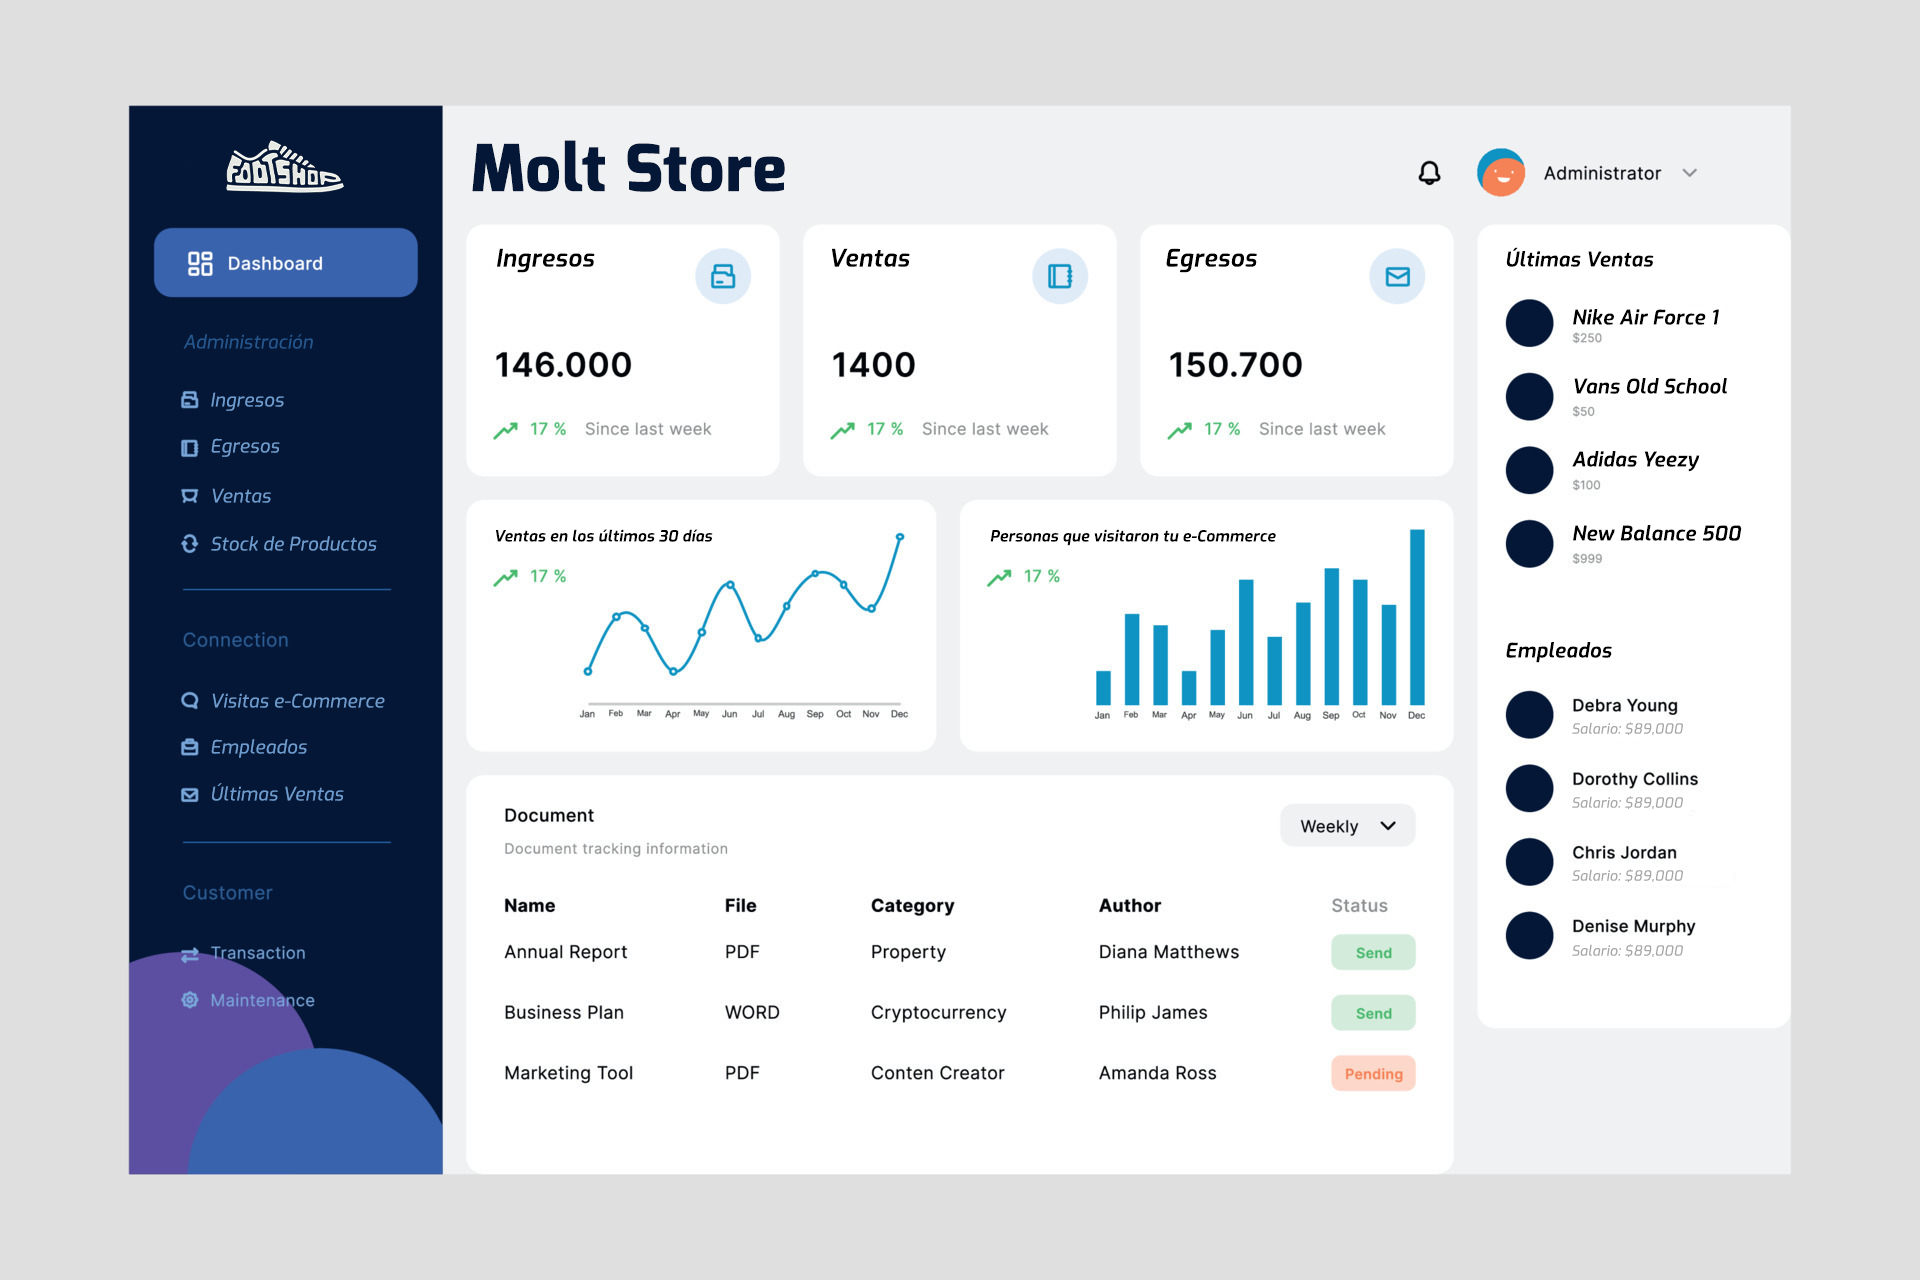 FOOTSHOP
Dashboard
Administración
Ingresos
Egresos
Ventas
Stock de Productos
Connection
Visitas e-Commerce
Empleados
Últimas Ventas
Customer
Transaction
Maintenance
Molt Store
Administrator
Ingresos
146.000
17 % Since last week
Ventas
1400
17 % Since last week
Egresos
150.700
17 % Since last week
Ventas en los últimos 30 días
17 %
Jan Feb Mar Apr May Jun Jul Aug Sep Oct Nov Dec
Personas que visitaron tu e-Commerce
17 %
Jan Feb Mar Apr May Jun Jul Aug Sep Oct Nov Dec
Document
Document tracking information
Weekly
Name File Category Author Status
Annual Report PDF Property Diana Matthews Send
Business Plan WORD Cryptocurrency Philip James Send
Marketing Tool PDF Conten Creator Amanda Ross Pending
Últimas Ventas
Nike Air Force 1
$250
Vans Old School
$50
Adidas Yeezy
$100
New Balance 500
$999
Empleados
Debra Young
Salario: $89,000
Dorothy Collins
Salario: $89,000
Chris Jordan
Salario: $89,000
Denise Murphy
Salario: $89,000